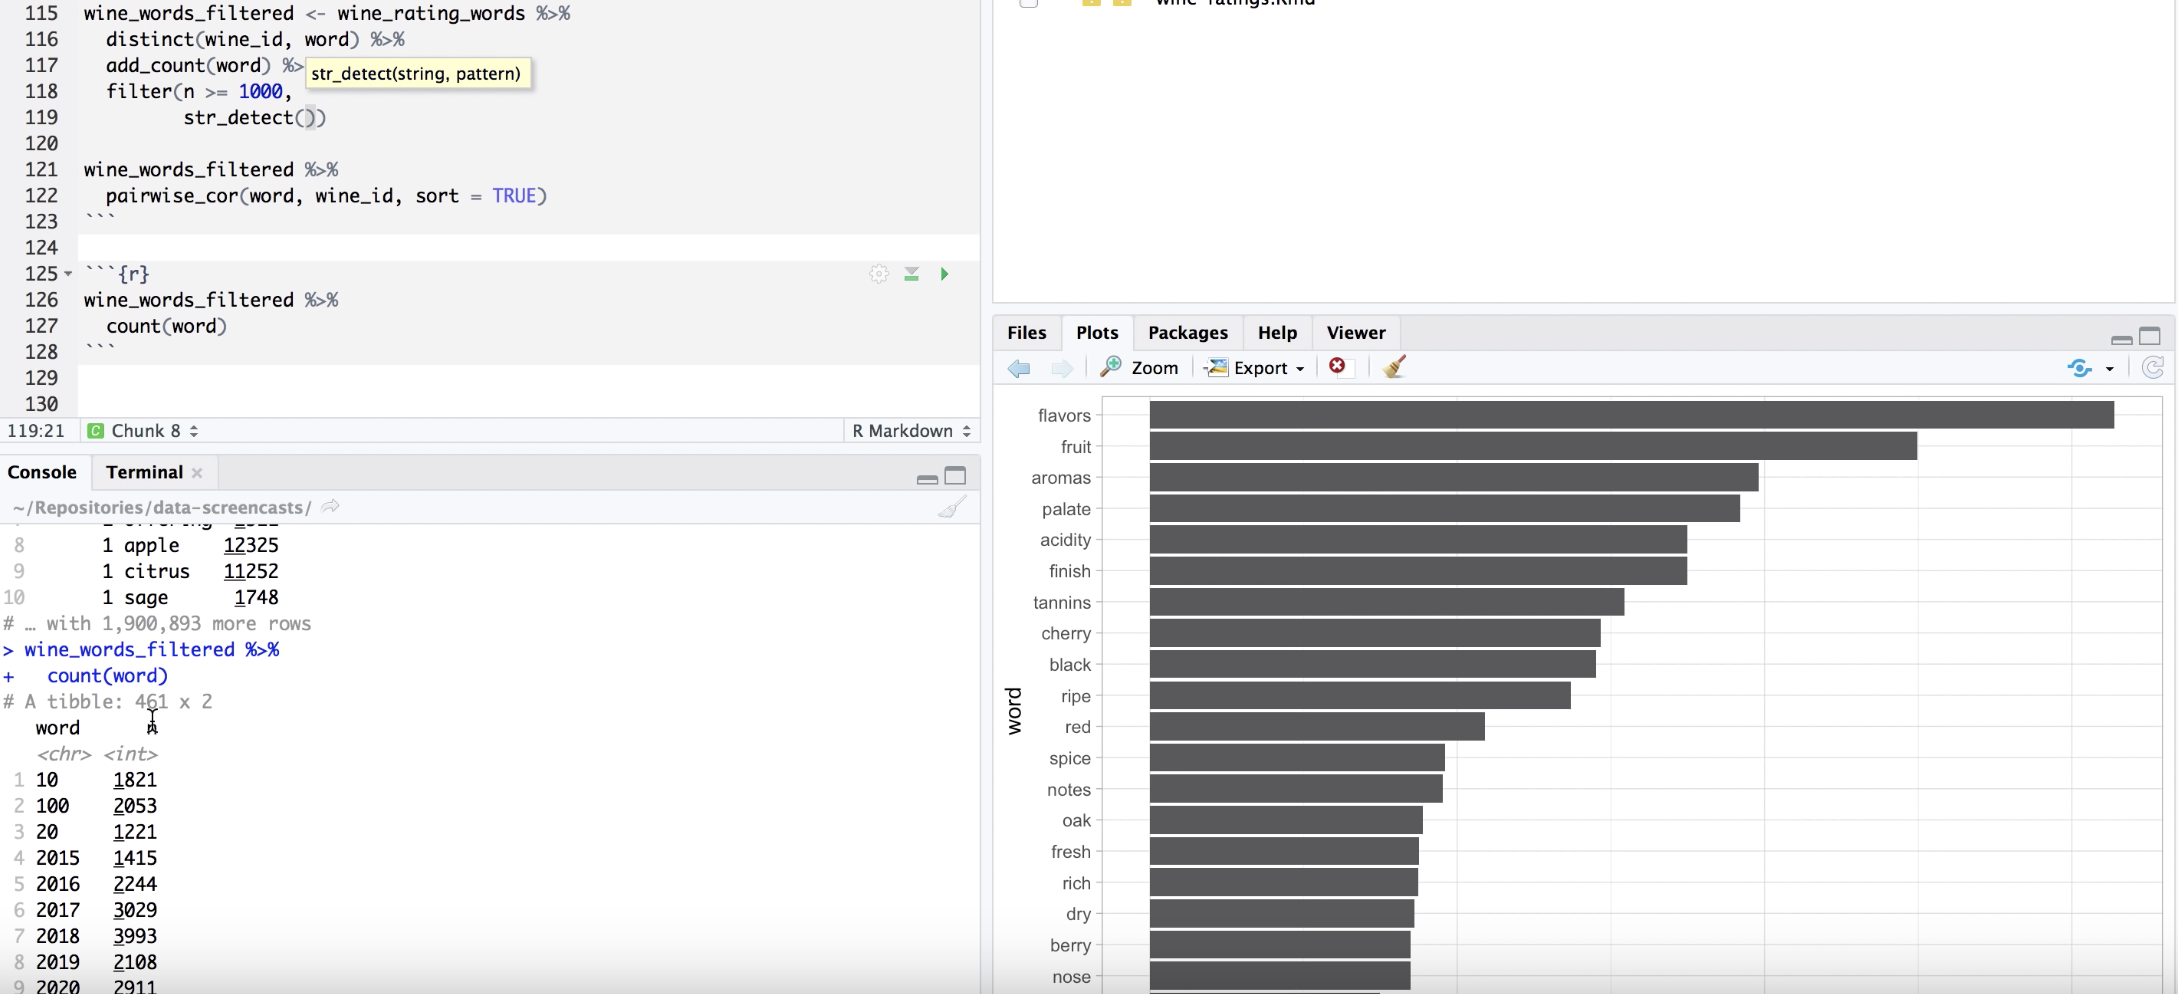 115 wine_words_filtered <- wine_rating_words %>%
116 distinct(wine_id, word) %>%
117 add_count(word) %>
str_detect(string, pattern)
118 filter(n >= 1000,
119 str_detect())
120
121 wine_words_filtered %>%
122 pairwise_cor(word, wine_id, sort = TRUE)
123 ```
124
125 ```{r}
126 wine_words_filtered %>%
127 count(word)
128 ```
129
130
119:21 C Chunk 8 R Markdown
Console Terminal
~/Repositories/data-screencasts/
8 1 apple 12325
9 1 citrus 11252
10 1 sage 1748
# … with 1,900,893 more rows
> wine_words_filtered %>%
+ count(word)
# A tibble: 461 x 2
word n
<chr> <int>
1 10 1821
2 100 2053
3 20 1221
4 2015 1415
5 2016 2244
6 2017 3029
7 2018 3993
8 2019 2108
9 2020 2911
Files Plots Packages Help Viewer
Zoom Export
flavors
fruit
aromas
palate
acidity
finish
tannins
cherry
black
ripe
red
spice
notes
oak
fresh
rich
dry
berry
nose
word